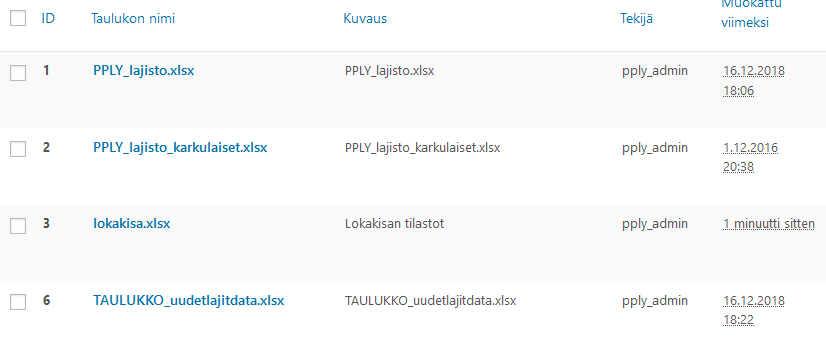 ID Taulukon nimi Kuvaus Tekijä Muokattu
viimeksi
1 PPLY_lajisto.xlsx PPLY_lajisto.xlsx pply_admin 16.12.2018
18:06
2 PPLY_lajisto_karkulaiset.xlsx PPLY_lajisto_karkulaiset.xlsx pply_admin 1.12.2016
20:38
3 lokakisa.xlsx Lokakisan tilastot pply_admin 1 minuutti sitten
6 TAULUKKO_uudetlajitdata.xlsx TAULUKKO_uudetlajitdata.xlsx pply_admin 16.12.2018
18:22